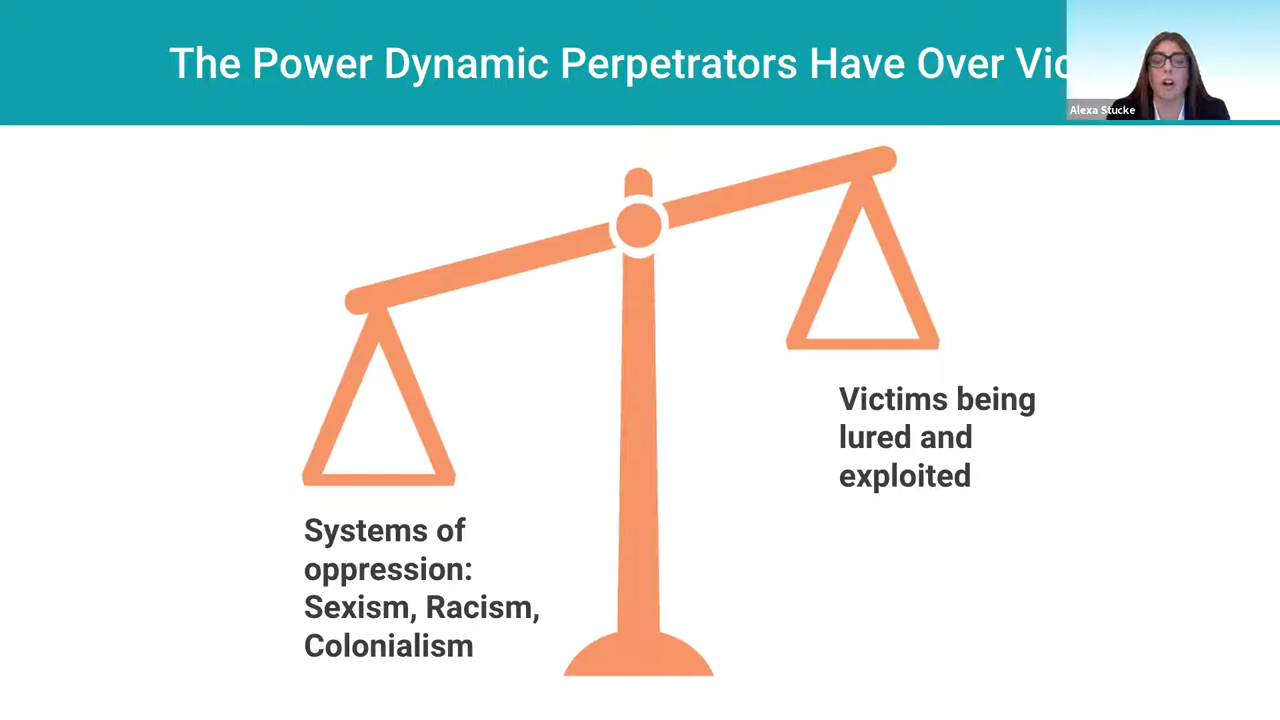 The Power Dynamic Perpetrators Have Over
Alexa Stucke
Victims being
lured and
exploited
Systems of
oppression:
Sexism, Racism,
Colonialism